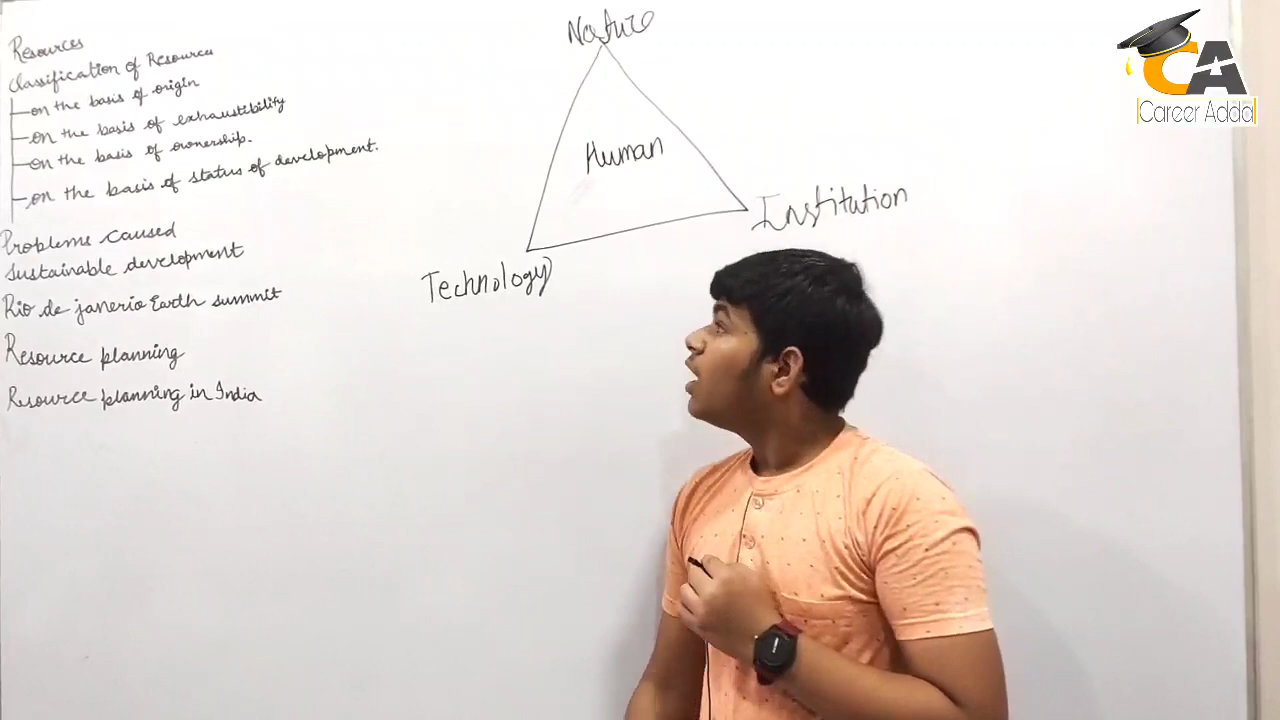 Resources
Classification of Resources
on the basis of origin
on the basis of exhaustibility
on the basis of ownership.
on the basis of status of development.
Problems caused
Sustainable development
Rio de janerio Earth summit
Resource planning
Resource planning in India
Nature
Human
Institution
Technology
CA
Career Adda